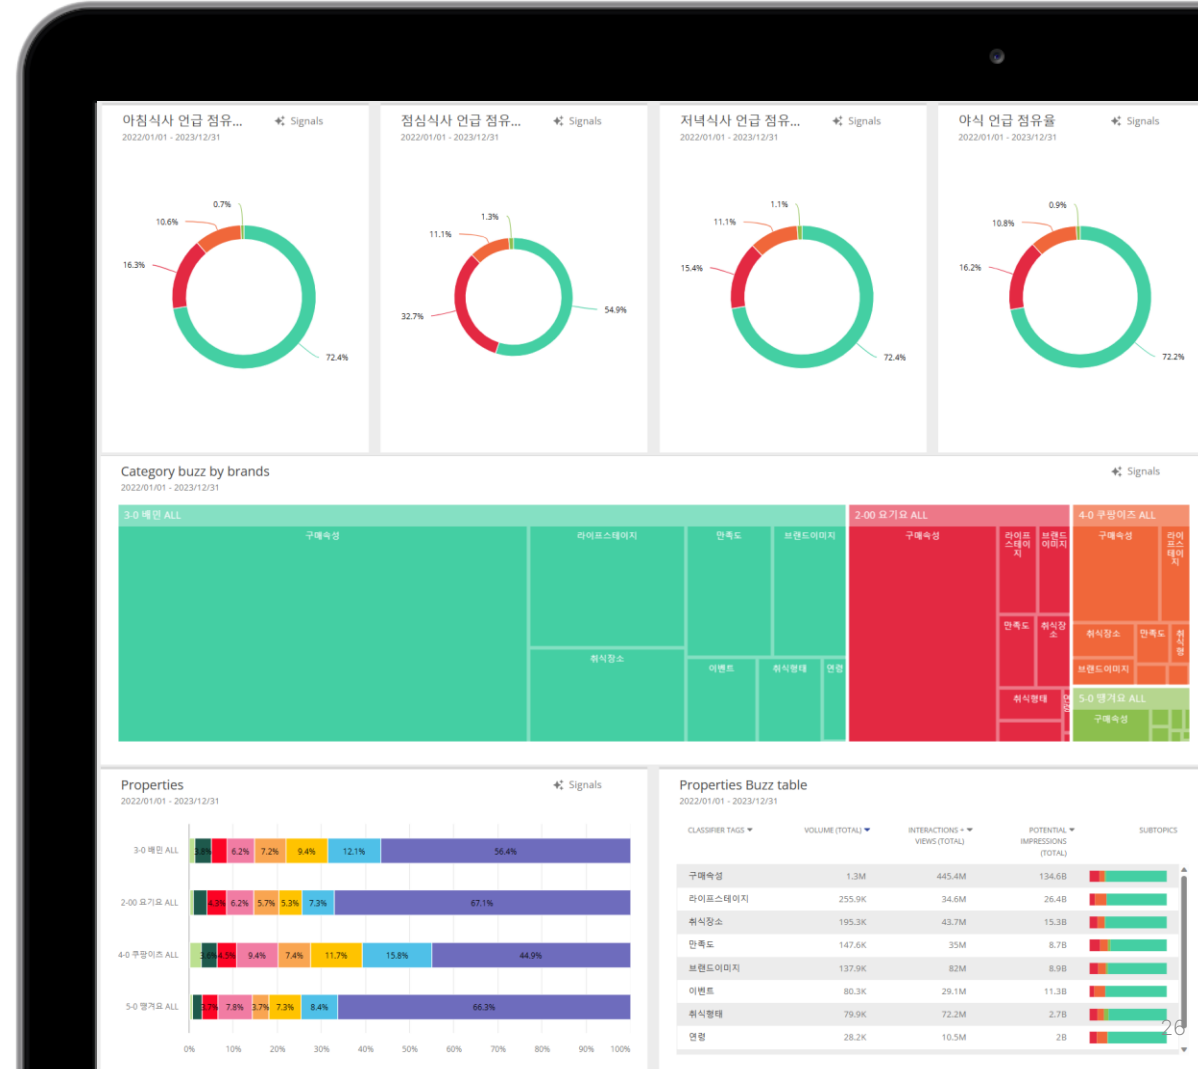 아침식사 언급 점유...
Signals
2022/01/01 - 2023/12/31
0.7%
10.6%
16.3%
72.4%
점심식사 언급 점유...
Signals
2022/01/01 - 2023/12/31
1.3%
11.1%
32.7%
54.9%
저녁식사 언급 점유...
Signals
2022/01/01 - 2023/12/31
1.1%
11.1%
15.4%
72.4%
야식 언급 점유율
Signals
2022/01/01 - 2023/12/31
0.9%
10.8%
16.2%
72.2%
Category buzz by brands
Signals
2022/01/01 - 2023/12/31
3-0 배민 ALL
구매속성
라이프스테이지
만족도
브랜드이미지
취식장소
이벤트
취식형태
연령
2-00 요기요 ALL
구매속성
라이프
스테이
지
브랜드
이미지
만족도
취식장
소
취식형태
4-0 쿠팡이츠 ALL
구매속성
라이
프스
테이
지
취식장소
만족도
취
식
형
브랜드이미지
5-0 땡겨요 ALL
구매속성
Properties
Signals
2022/01/01 - 2023/12/31
3-0 배민 ALL
3.8%
6.2%
7.2%
9.4%
12.1%
56.4%
2-00 요기요 ALL
4.3%
6.2%
5.7%
5.3%
7.3%
67.1%
4-0 쿠팡이츠 ALL
3.6%
4.5%
9.4%
7.4%
11.7%
15.8%
44.9%
5-0 땡겨요 ALL
3.7%
7.8%
3.7%
7.3%
8.4%
66.3%
0% 10% 20% 30% 40% 50% 60% 70% 80% 90% 100%
Properties Buzz table
2022/01/01 - 2023/12/31
CLASSIFIER TAGS VOLUME (TOTAL) INTERACTIONS + POTENTIAL SUBTOPICS
VIEWS (TOTAL) IMPRESSIONS
(TOTAL)
구매속성 1.3M 445.4M 134.6B
라이프스테이지 255.9K 34.6M 26.4B
취식장소 195.3K 43.7M 15.3B
만족도 147.6K 35M 8.7B
브랜드이미지 137.9K 82M 8.9B
이벤트 80.3K 29.1M 11.3B
취식형태 79.9K 72.2M 2.7B
연령 28.2K 10.5M 2B
26